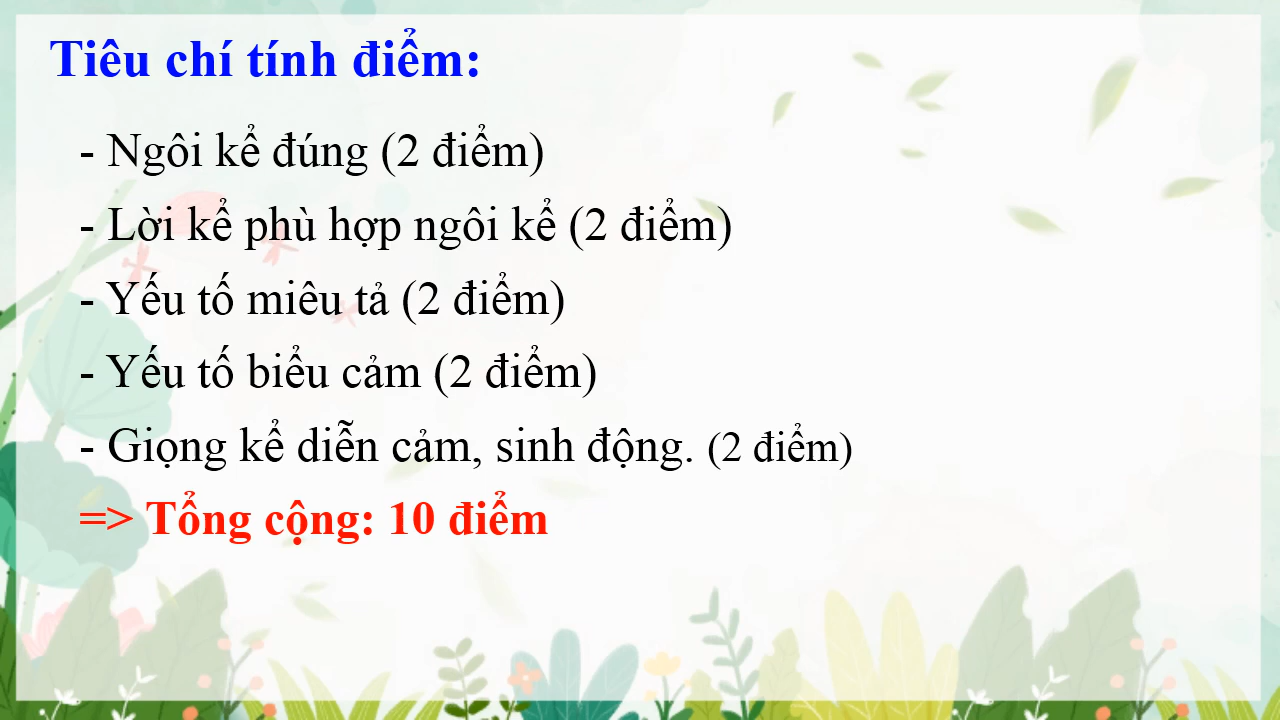 Tiêu chí tính điểm:
- Ngôi kể đúng (2 điểm)
- Lời kể phù hợp ngôi kể (2 điểm)
- Yếu tố miêu tả (2 điểm)
- Yếu tố biểu cảm (2 điểm)
- Giọng kể diễn cảm, sinh động. (2 điểm)
=> Tổng cộng: 10 điểm